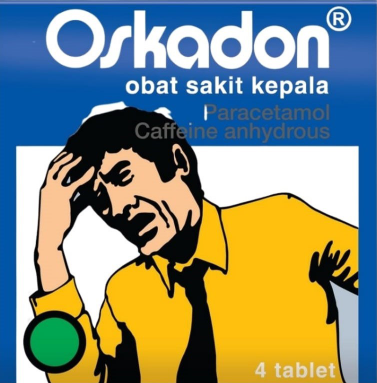 Oskadon®
obat sakit kepala
Paracetamol
Caffeine anhydrous
4 tablet